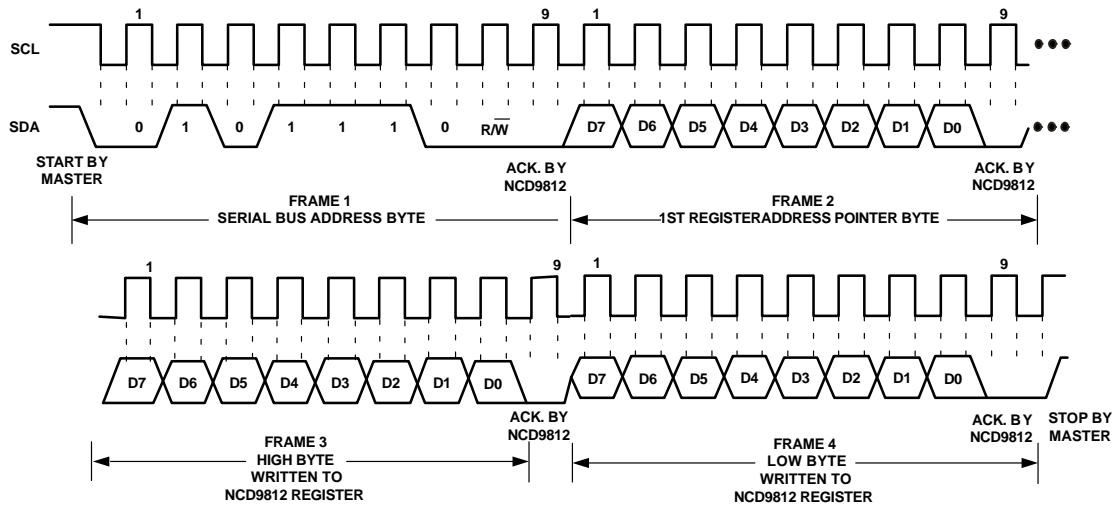 1 9 1 9
SCL
SDA
0 1 0 1 1 1 0 R/W D7 D6 D5 D4 D3 D2 D1 D0
START BY
MASTER
ACK. BY
NCD9812
ACK. BY
NCD9812
FRAME 1
SERIAL BUS ADDRESS BYTE
FRAME 2
1ST REGISTERADDRESS POINTER BYTE
1 9 1 9
D7 D6 D5 D4 D3 D2 D1 D0 D7 D6 D5 D4 D3 D2 D1 D0
ACK. BY
NCD9812
ACK. BY
NCD9812
STOP BY
MASTER
FRAME 3
HIGH BYTE
WRITTEN TO
NCD9812 REGISTER
FRAME 4
LOW BYTE
WRITTEN TO
NCD9812 REGISTER